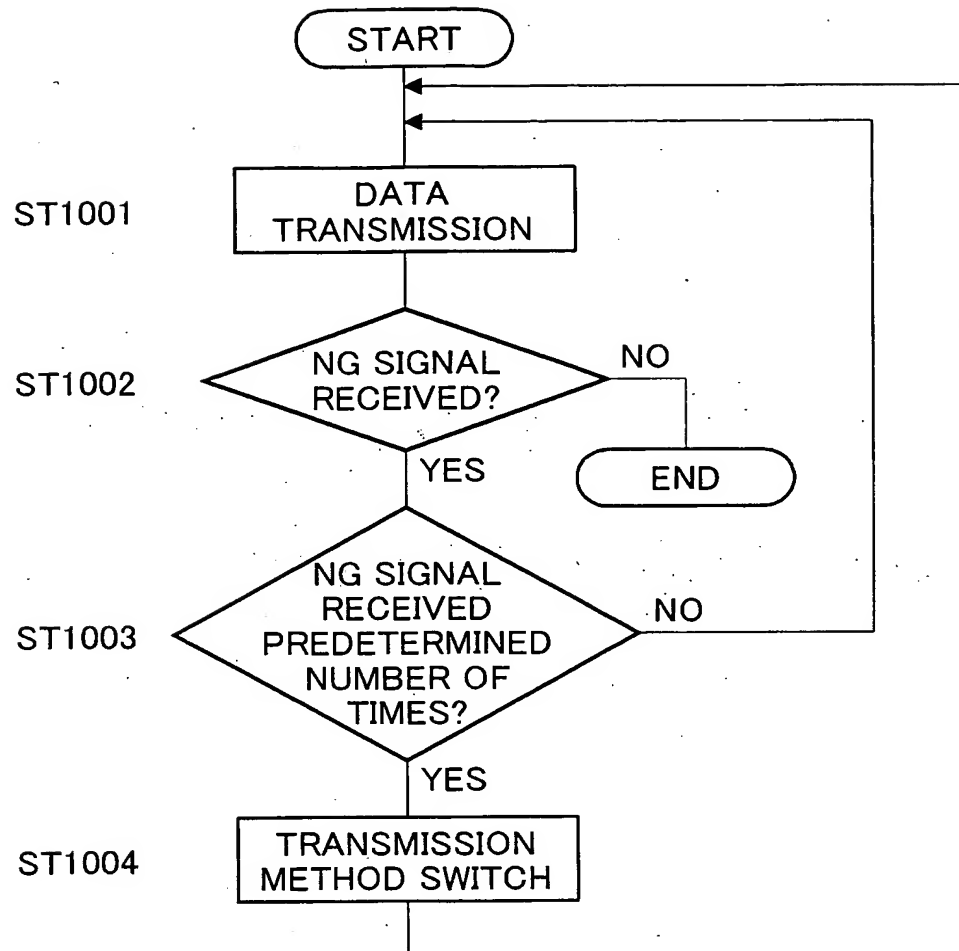 START
ST1001
DATA
TRANSMISSION
ST1002
NG SIGNAL
RECEIVED?
NO
YES
END
ST1003
NG SIGNAL
RECEIVED
PREDETERMINED
NUMBER OF
TIMES?
NO
YES
ST1004
TRANSMISSION
METHOD SWITCH